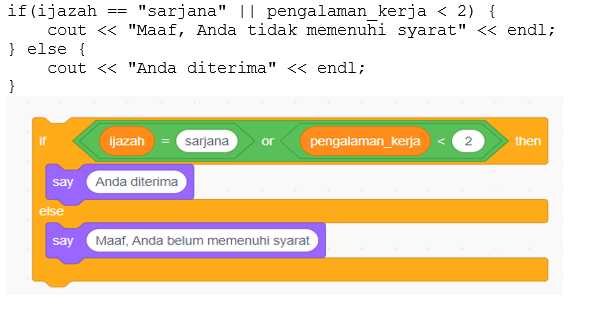 if(ijazah == "sarjana" || pengalaman_kerja < 2) {
    cout << "Maaf, Anda tidak memenuhi syarat" << endl;
} else {
    cout << "Anda diterima" << endl;
}
if ijazah = sarjana or pengalaman_kerja < 2 then
say Anda diterima
else
say Maaf, Anda belum memenuhi syarat